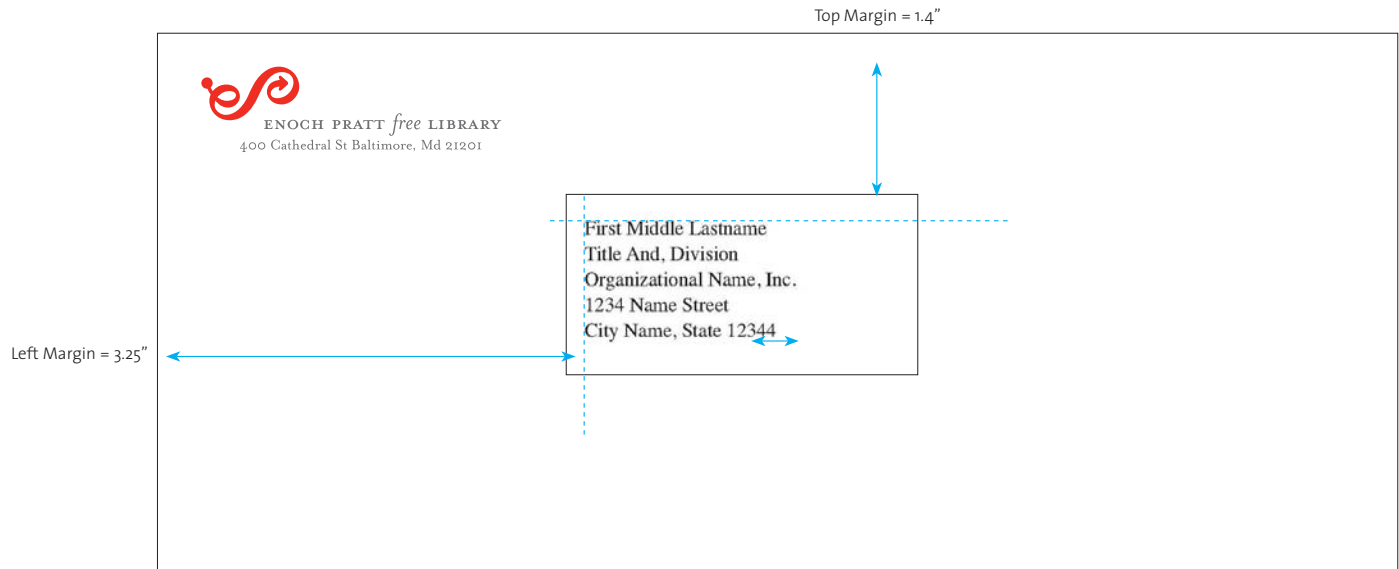 Top Margin = 1.4”
ENOCH PRATT free LIBRARY
400 Cathedral St Baltimore, Md 21201
First Middle Lastname
Title And, Division
Organizational Name, Inc.
1234 Name Street
City Name, State 12344
Left Margin = 3.25”